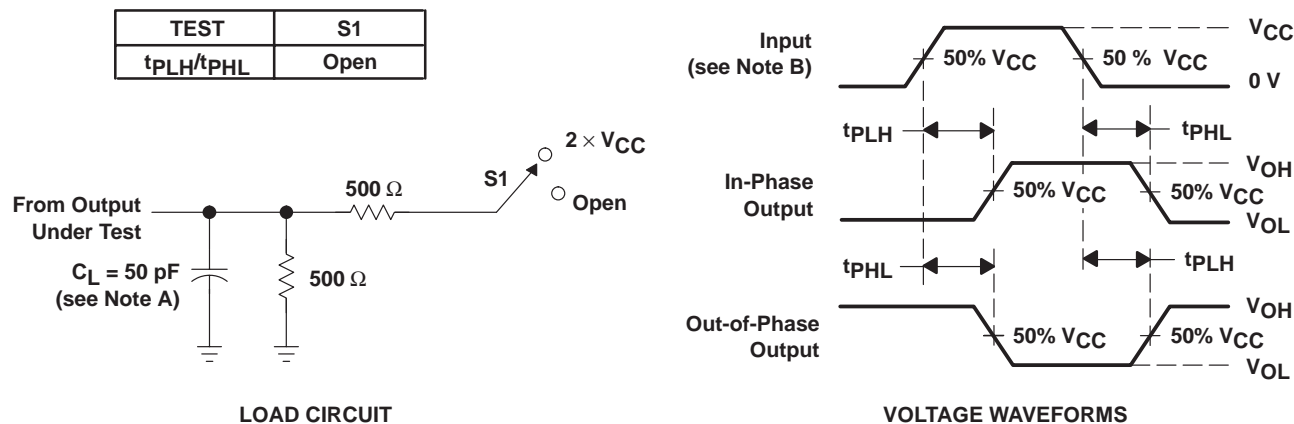 TEST S1
tPLH/tPHL Open
2 × VCC
S1
Open
500 Ω
From Output
Under Test
CL = 50 pF
(see Note A)
500 Ω
LOAD CIRCUIT
Input
(see Note B)
50% VCC
50 % VCC
VCC
0 V
tPLH
tPHL
In-Phase
Output
50% VCC
50% VCC
VOH
VOL
tPHL
tPLH
Out-of-Phase
Output
50% VCC
50% VCC
VOH
VOL
VOLTAGE WAVEFORMS